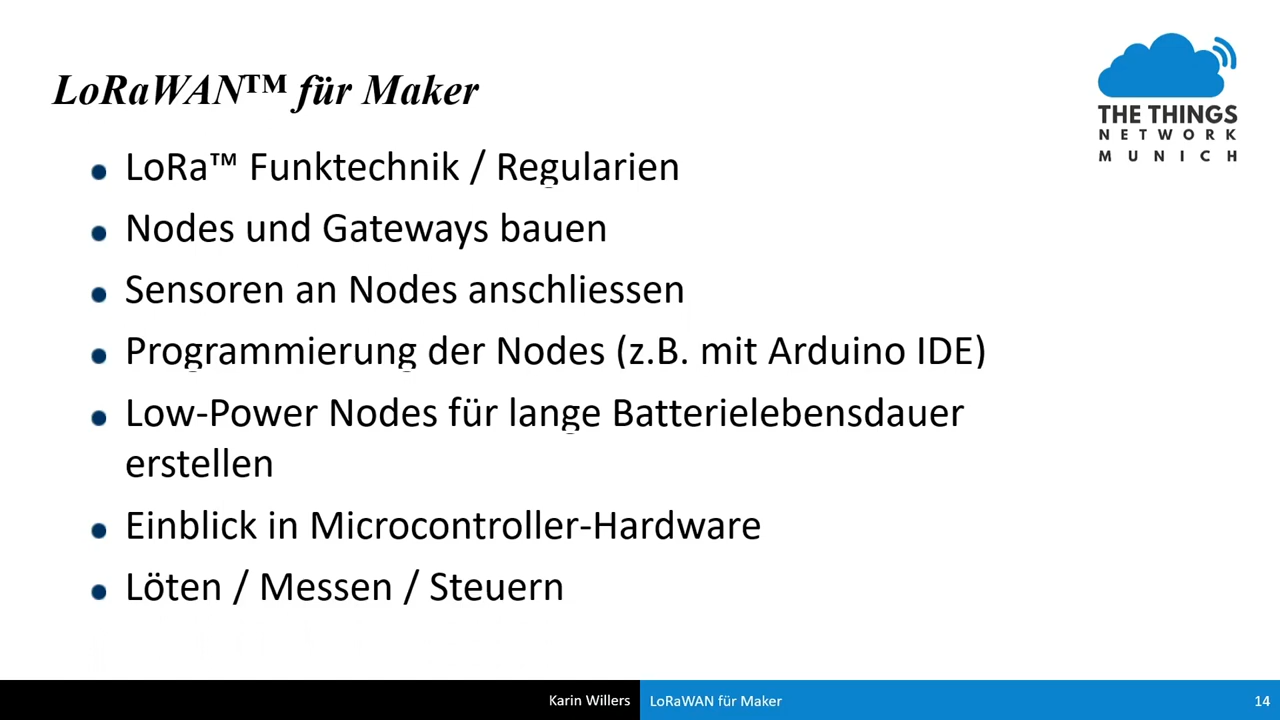 LoRaWAN™ für Maker
THE THINGS
NETWORK
MUNICH
LoRa™ Funktechnik / Regularien
Nodes und Gateways bauen
Sensoren an Nodes anschliessen
Programmierung der Nodes (z.B. mit Arduino IDE)
Low-Power Nodes für lange Batterielebensdauer
erstellen
Einblick in Microcontroller-Hardware
Löten / Messen / Steuern
Karin Willers
LoRaWAN für Maker
14